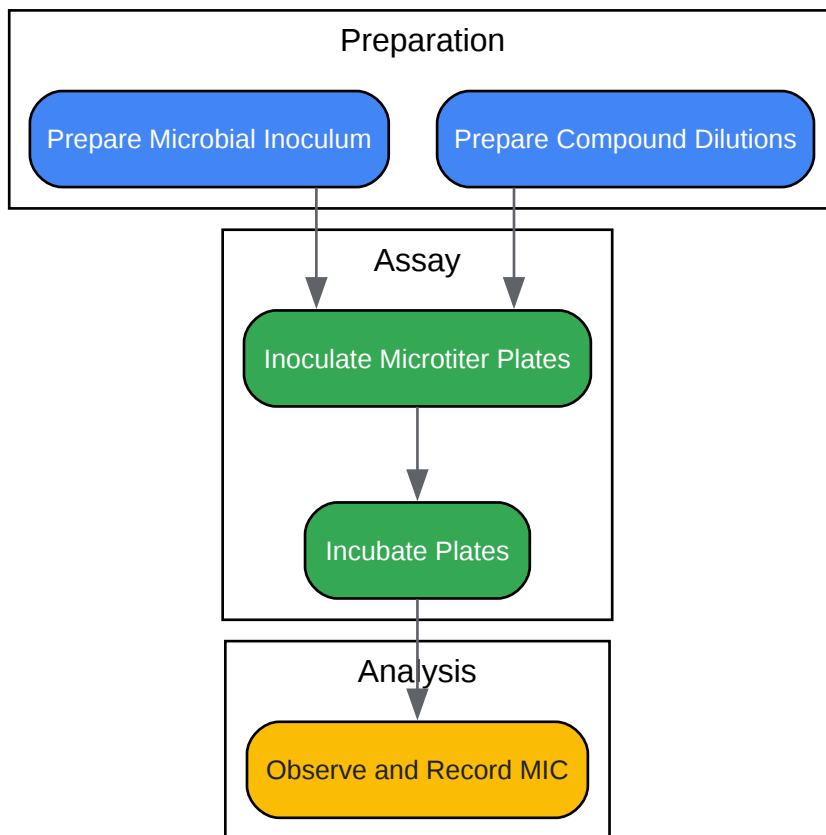 Preparation
Prepare Microbial Inoculum
Prepare Compound Dilutions
Assay
Inoculate Microtiter Plates
Incubate Plates
Analysis
Observe and Record MIC